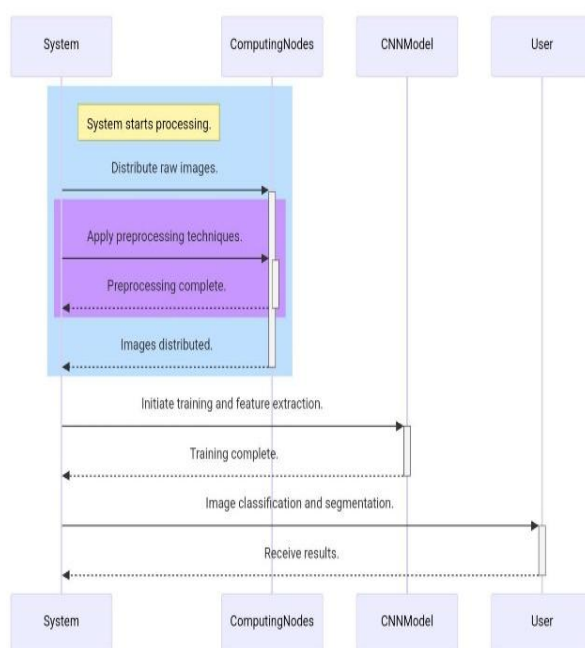 System ComputingNodes CNNModel User
System starts processing.
Distribute raw images.
Apply preprocessing techniques.
Preprocessing complete.
Images distributed.
Initiate training and feature extraction.
Training complete.
Image classification and segmentation.
Receive results.
System ComputingNodes CNNModel User